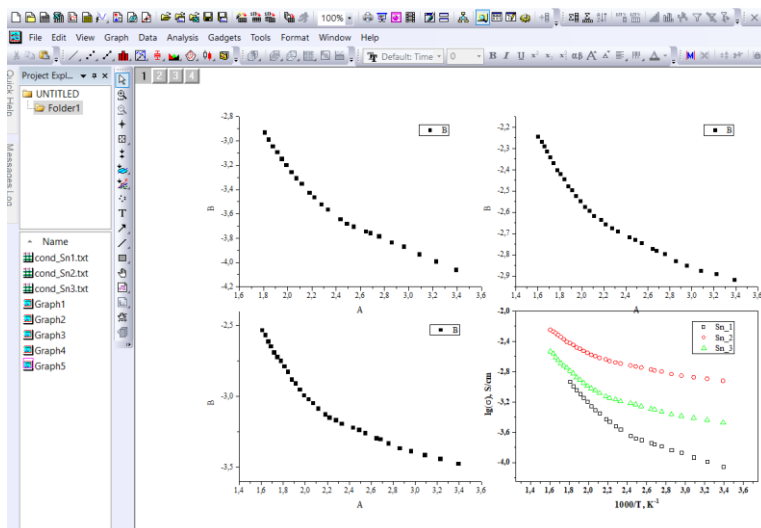 100%
File Edit View Graph Data Analysis Gadgets Tools Format Window Help
Default: Time 0 B I U αβ
Quick Help
Messages Log
Project Expl...
UNTITLED
Folder1
Name
cond_Sn1.txt
cond_Sn2.txt
cond_Sn3.txt
Graph1
Graph2
Graph3
Graph4
Graph5
1 2 3 4
B
-2,8
-3,0
-3,2
-3,4
-3,6
-3,8
-4,0
-4,2
B
1,6 1,8 2,0 2,2 2,4 2,6 2,8 3,0 3,2 3,4 3,6
A
B
-2,2
-2,3
-2,4
-2,5
-2,6
-2,7
-2,8
-2,9
B
1,4 1,6 1,8 2,0 2,2 2,4 2,6 2,8 3,0 3,2 3,4 3,6
A
B
-2,5
-3,0
-3,5
B
1,4 1,6 1,8 2,0 2,2 2,4 2,6 2,8 3,0 3,2 3,4 3,6
A
Sn_1
Sn_2
Sn_3
-2,0
-2,4
-2,8
-3,2
-3,6
-4,0
lg(σ), S/cm
1,4 1,6 1,8 2,0 2,2 2,4 2,6 2,8 3,0 3,2 3,4 3,6
1000/T, K⁻¹